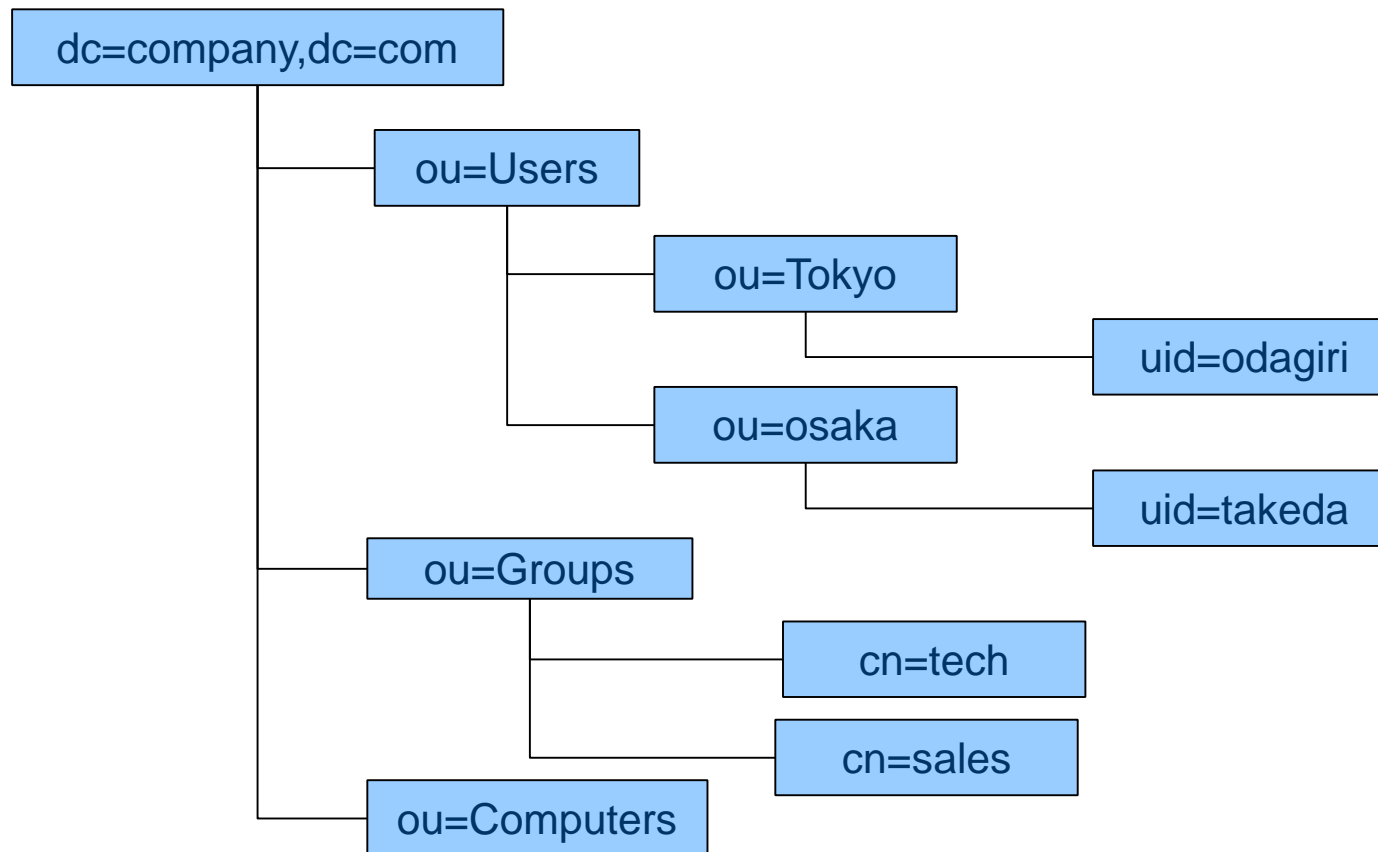 dc=company,dc=com
ou=Users
ou=Tokyo
uid=odagiri
ou=osaka
uid=takeda
ou=Groups
cn=tech
cn=sales
ou=Computers